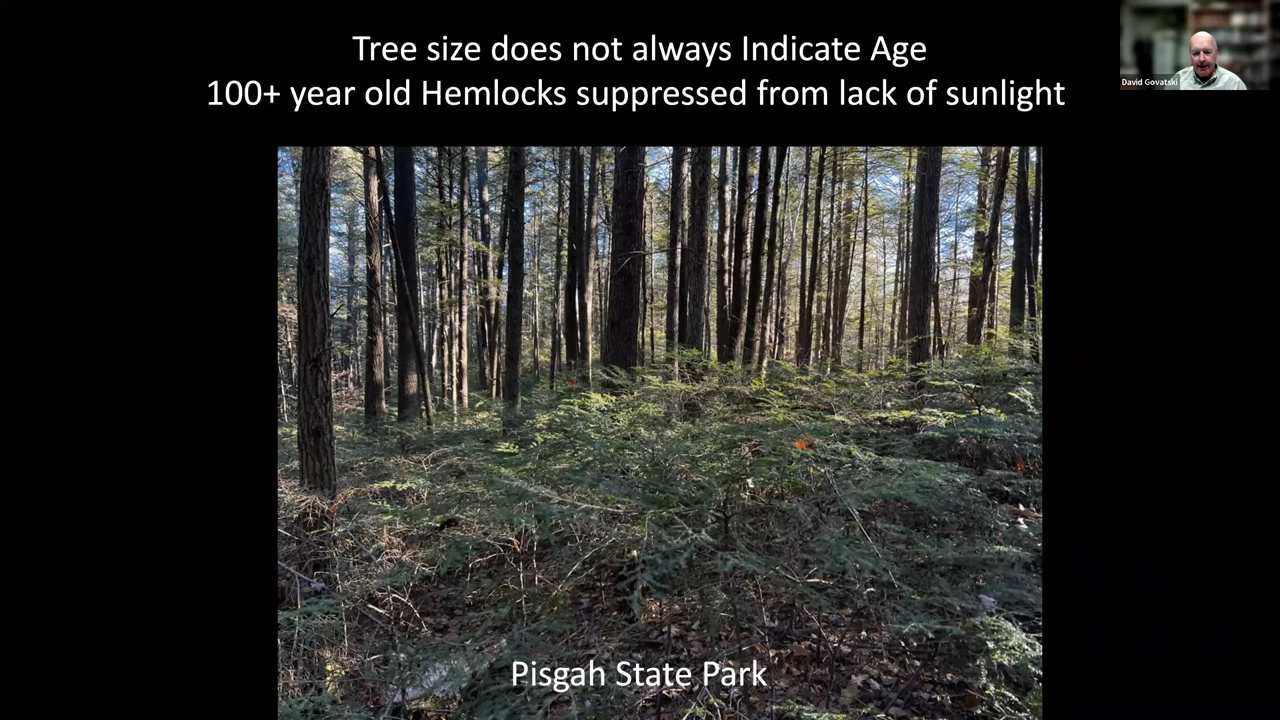 Tree size does not always Indicate Age
100+ year old Hemlocks suppressed from lack of sunlight
David Govatski
Pisgah State Park